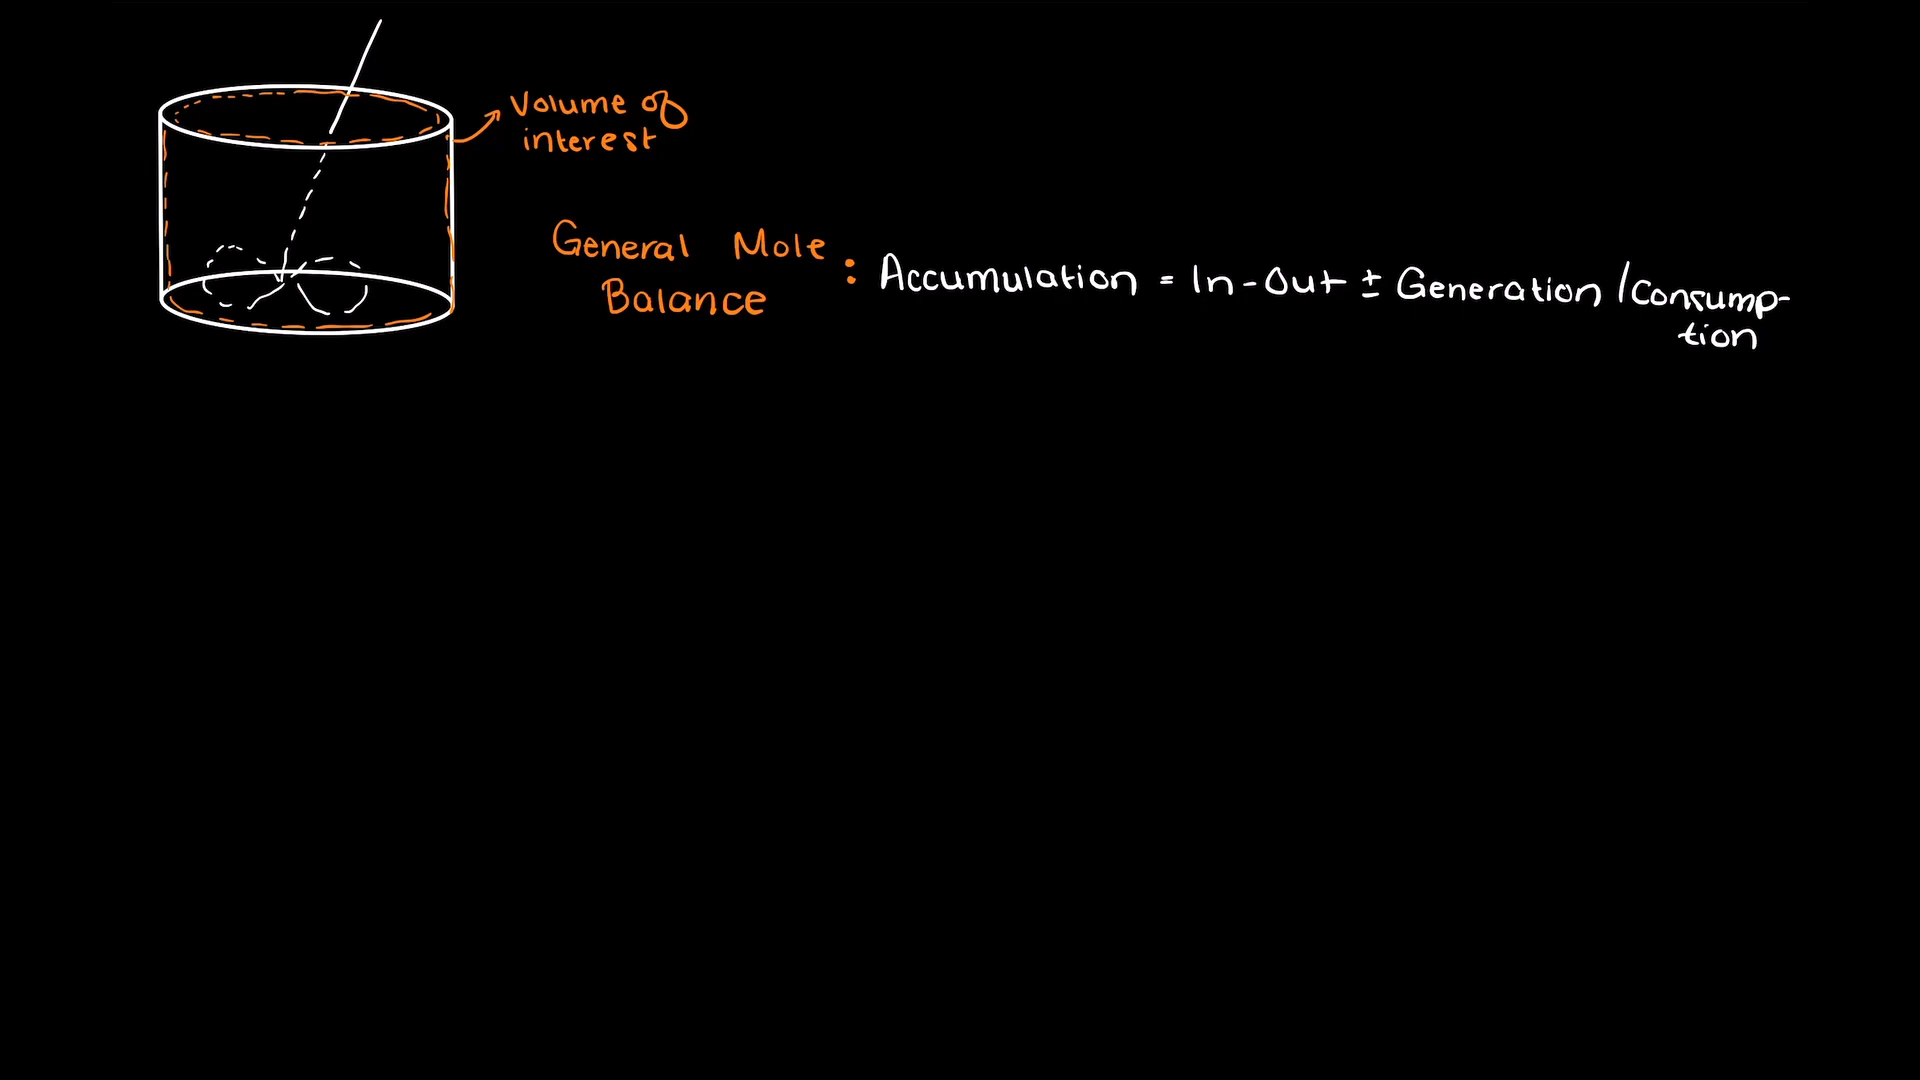 Volume of
interest
General Mole
Balance
: Accumulation = In - Out ± Generation / Consump-
tion